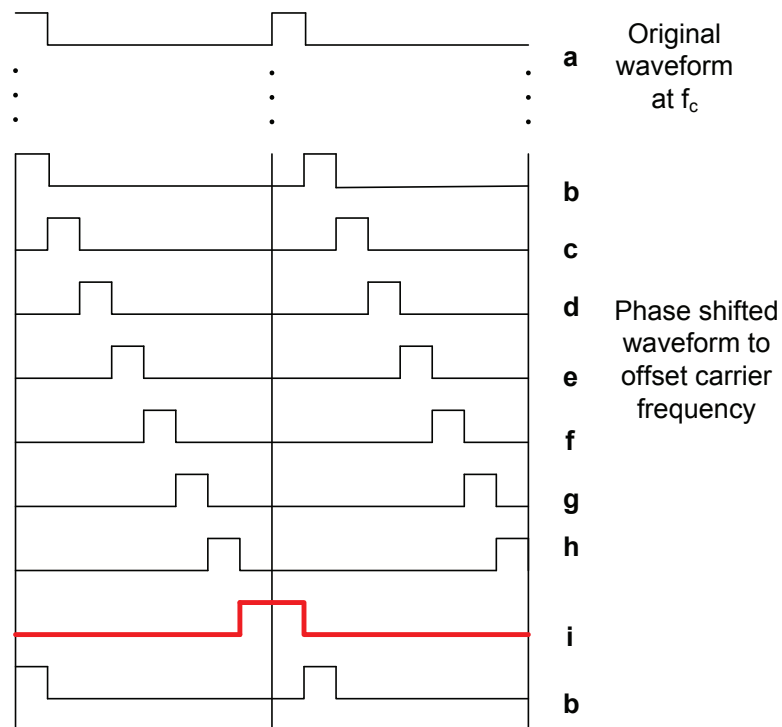 a
Original
waveform
at fc
b
c
d
Phase shifted
waveform to
offset carrier
frequency
e
f
g
h
i
b